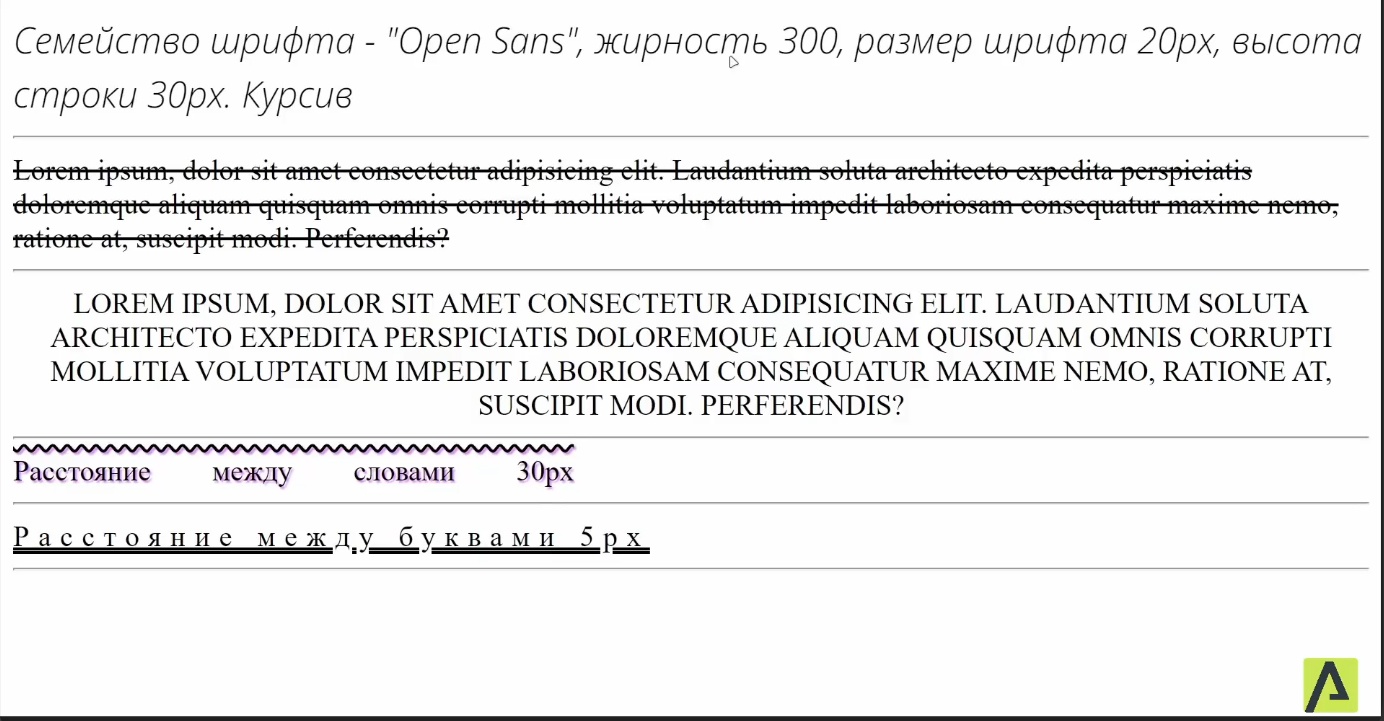 Семейство шрифта - "Open Sans", жирность 300, размер шрифта 20px, высота
строки 30px. Курсив
Lorem ipsum, dolor sit amet consectetur adipisicing elit. Laudantium soluta architecto expedita perspiciatis
doloremque aliquam quisquam omnis corrupti mollitia voluptatum impedit laboriosam consequatur maxime nemo,
ratione at, suscipit modi. Perferendis?
LOREM IPSUM, DOLOR SIT AMET CONSECTETUR ADIPISICING ELIT. LAUDANTIUM SOLUTA
ARCHITECTO EXPEDITA PERSPICIATIS DOLOREMQUE ALIQUAM QUISQUAM OMNIS CORRUPTI
MOLLITIA VOLUPTATUM IMPEDIT LABORIOSAM CONSEQUATUR MAXIME NEMO, RATIONE AT,
SUSCIPIT MODI. PERFERENDIS?
Расстояние между словами 30px
Расстояние между буквами 5px